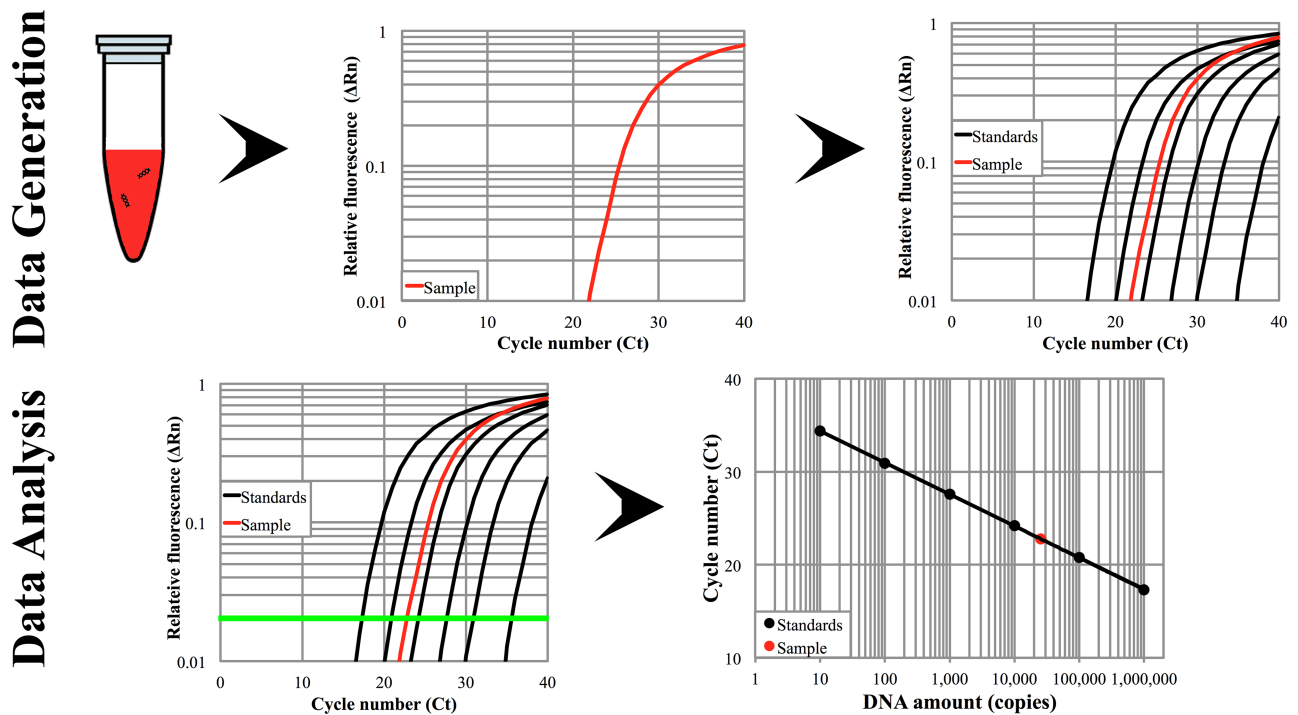 Data Generation
Relative fluorescence (ΔRn)
1
0.1
0.01
Sample
0
10
20
30
40
Cycle number (Ct)
Relateive fluorescence (ΔRn)
1
0.1
0.01
Standards
Sample
0
10
20
30
40
Cycle number (Ct)
Data Analysis
Relateive fluorescence (ΔRn)
1
0.1
0.01
Standards
Sample
0
10
20
30
40
Cycle number (Ct)
Cycle number (Ct)
40
30
20
10
Standards
Sample
1
10
100
1,000
10,000
100,000
1,000,000
DNA amount (copies)